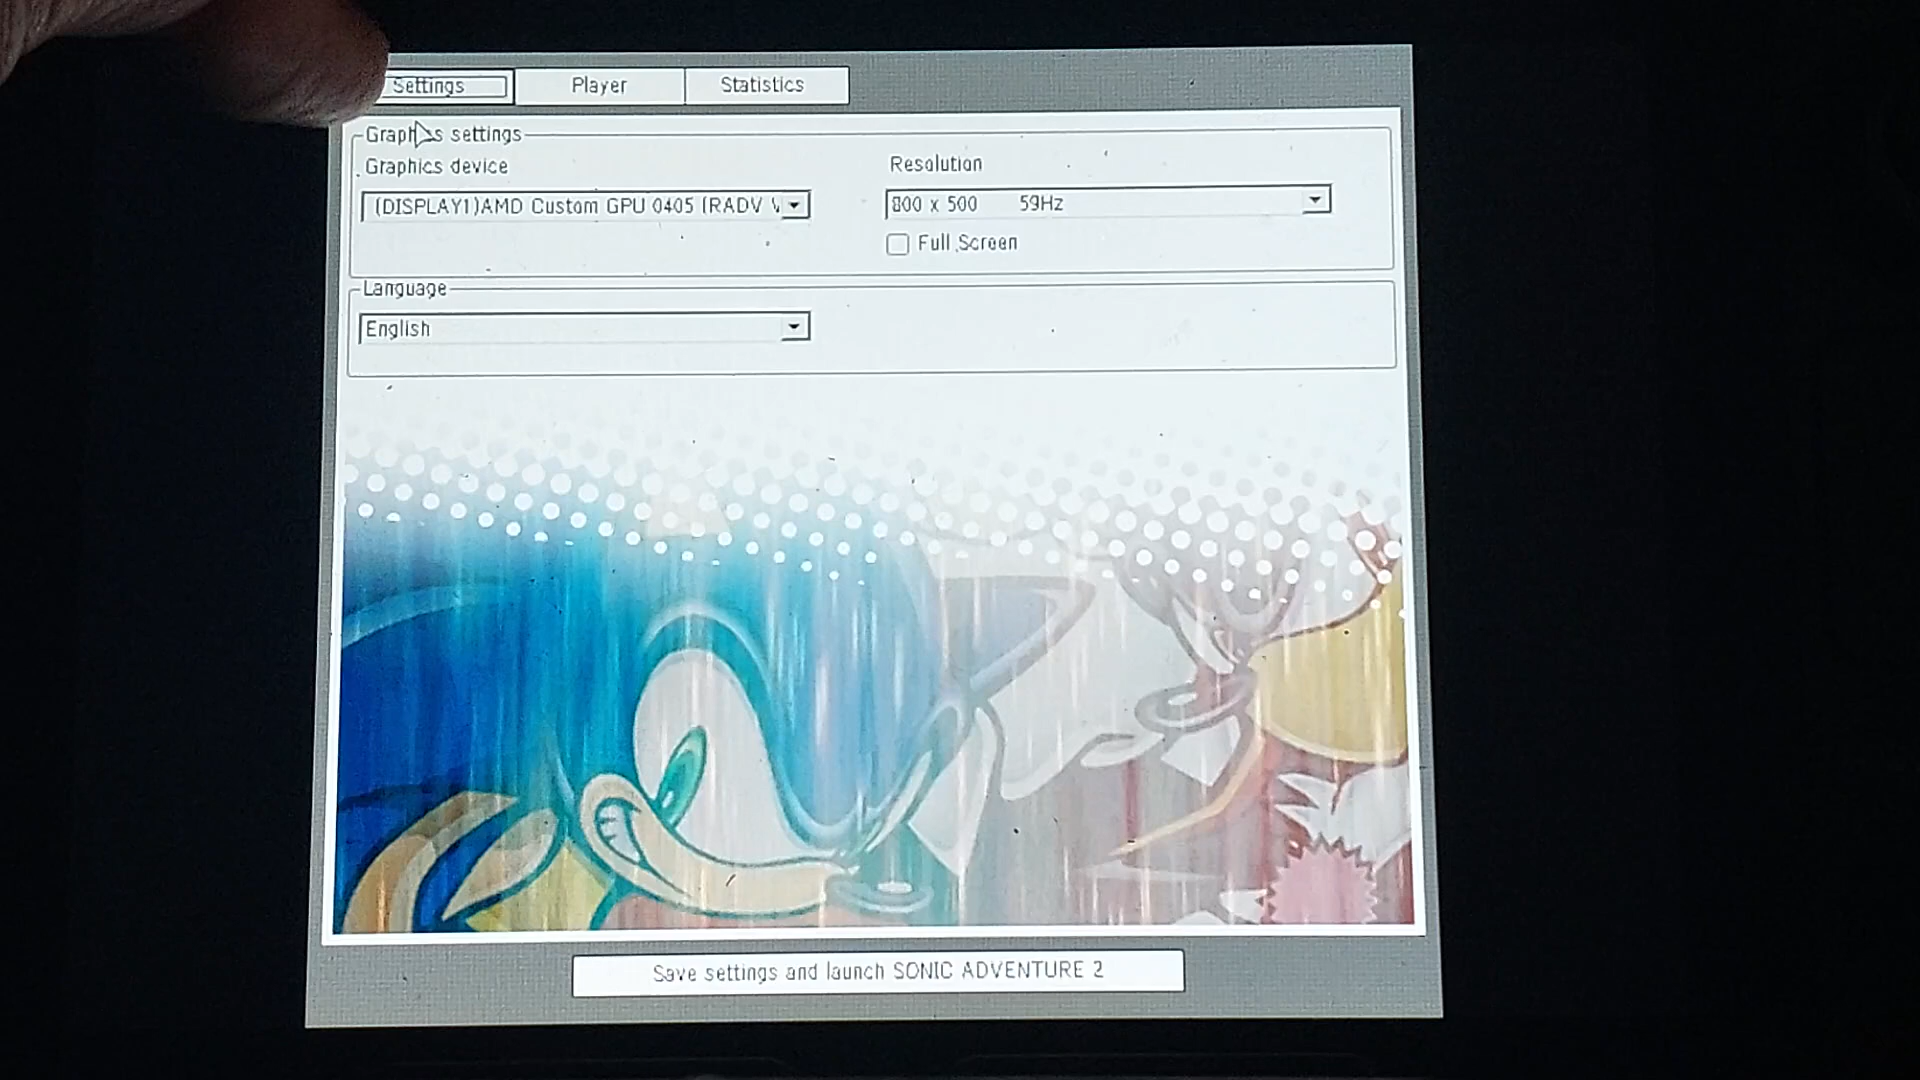 Settings
Player
Statistics
Graphics settings
Graphics device
Resolution
(DISPLAY1)AMD Custom GPU 0405 (RADV V
800 x 500 59Hz
Full Screen
Language
English
Save settings and launch SONIC ADVENTURE 2